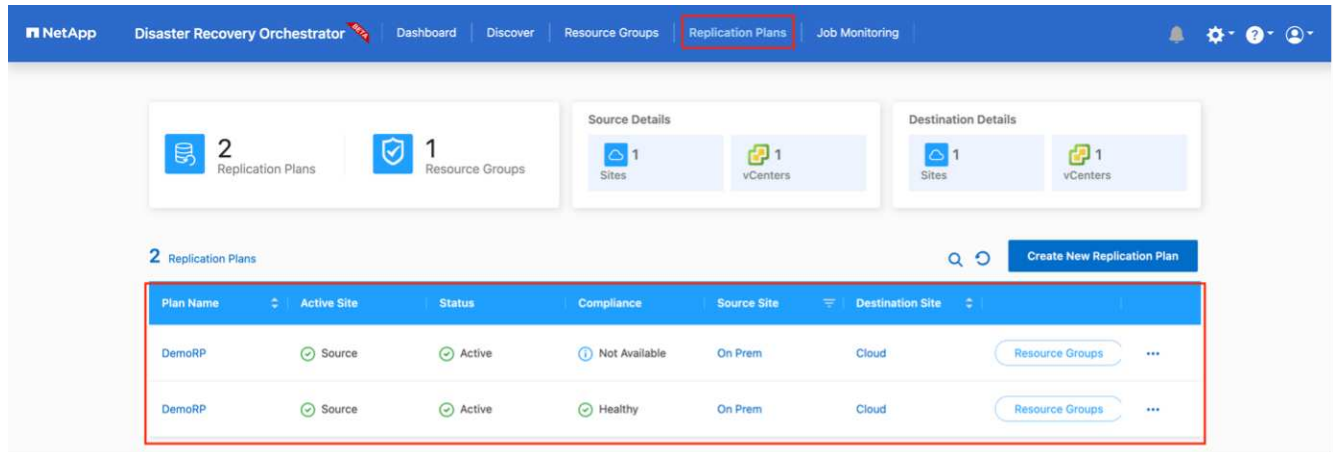 NetApp Disaster Recovery Orchestrator BETA Dashboard Discover Resource Groups Replication Plans Job Monitoring
2
Replication Plans
1
Resource Groups
Source Details
1
Sites
1
vCenters
Destination Details
1
Sites
1
vCenters
2 Replication Plans
Create New Replication Plan
Plan Name Active Site Status Compliance Source Site Destination Site
DemoRP Source Active Not Available On Prem Cloud Resource Groups
DemoRP Source Active Healthy On Prem Cloud Resource Groups